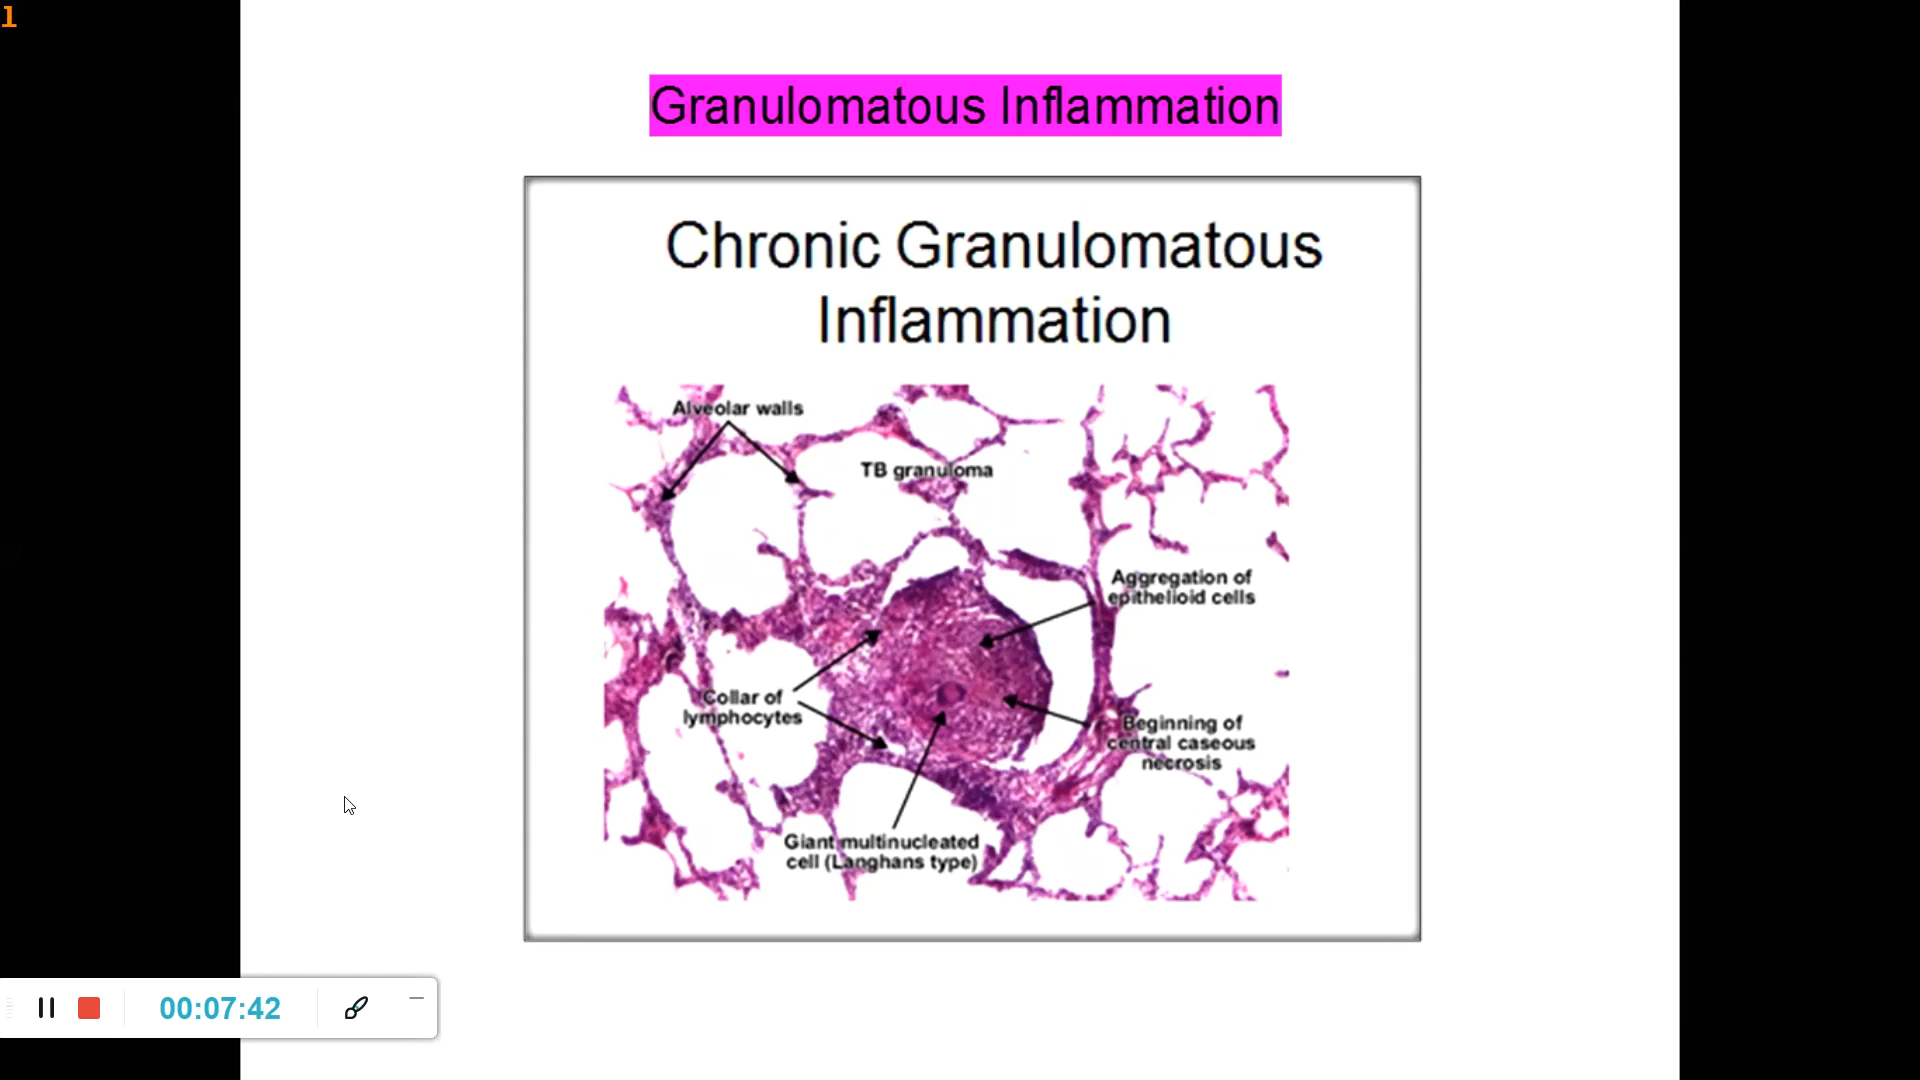 1
Granulomatous Inflammation
Chronic Granulomatous
Inflammation
Alveolar walls
TB granuloma
Aggregation of
epithelioid cells
Collar of
lymphocytes
Beginning of
central caseous
necrosis
Giant multinucleated
cell (Langhans type)
00:07:42